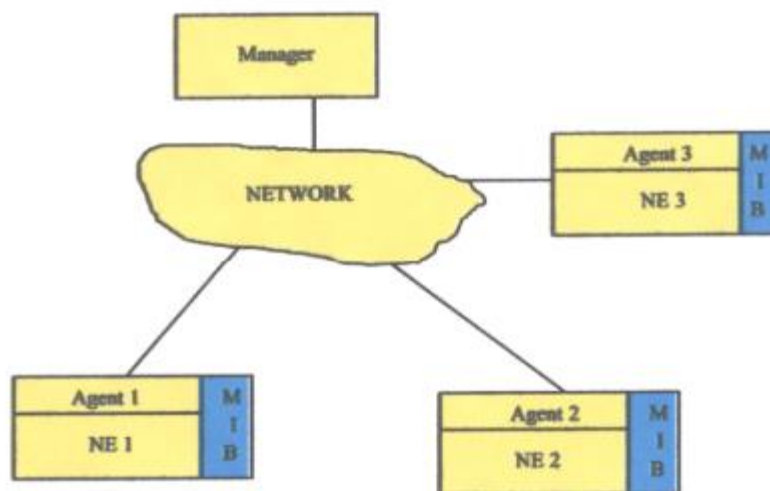 Manager
NETWORK
Agent 3
NE 3
M
I
B
Agent 1
NE 1
M
I
B
Agent 2
NE 2
M
I
B